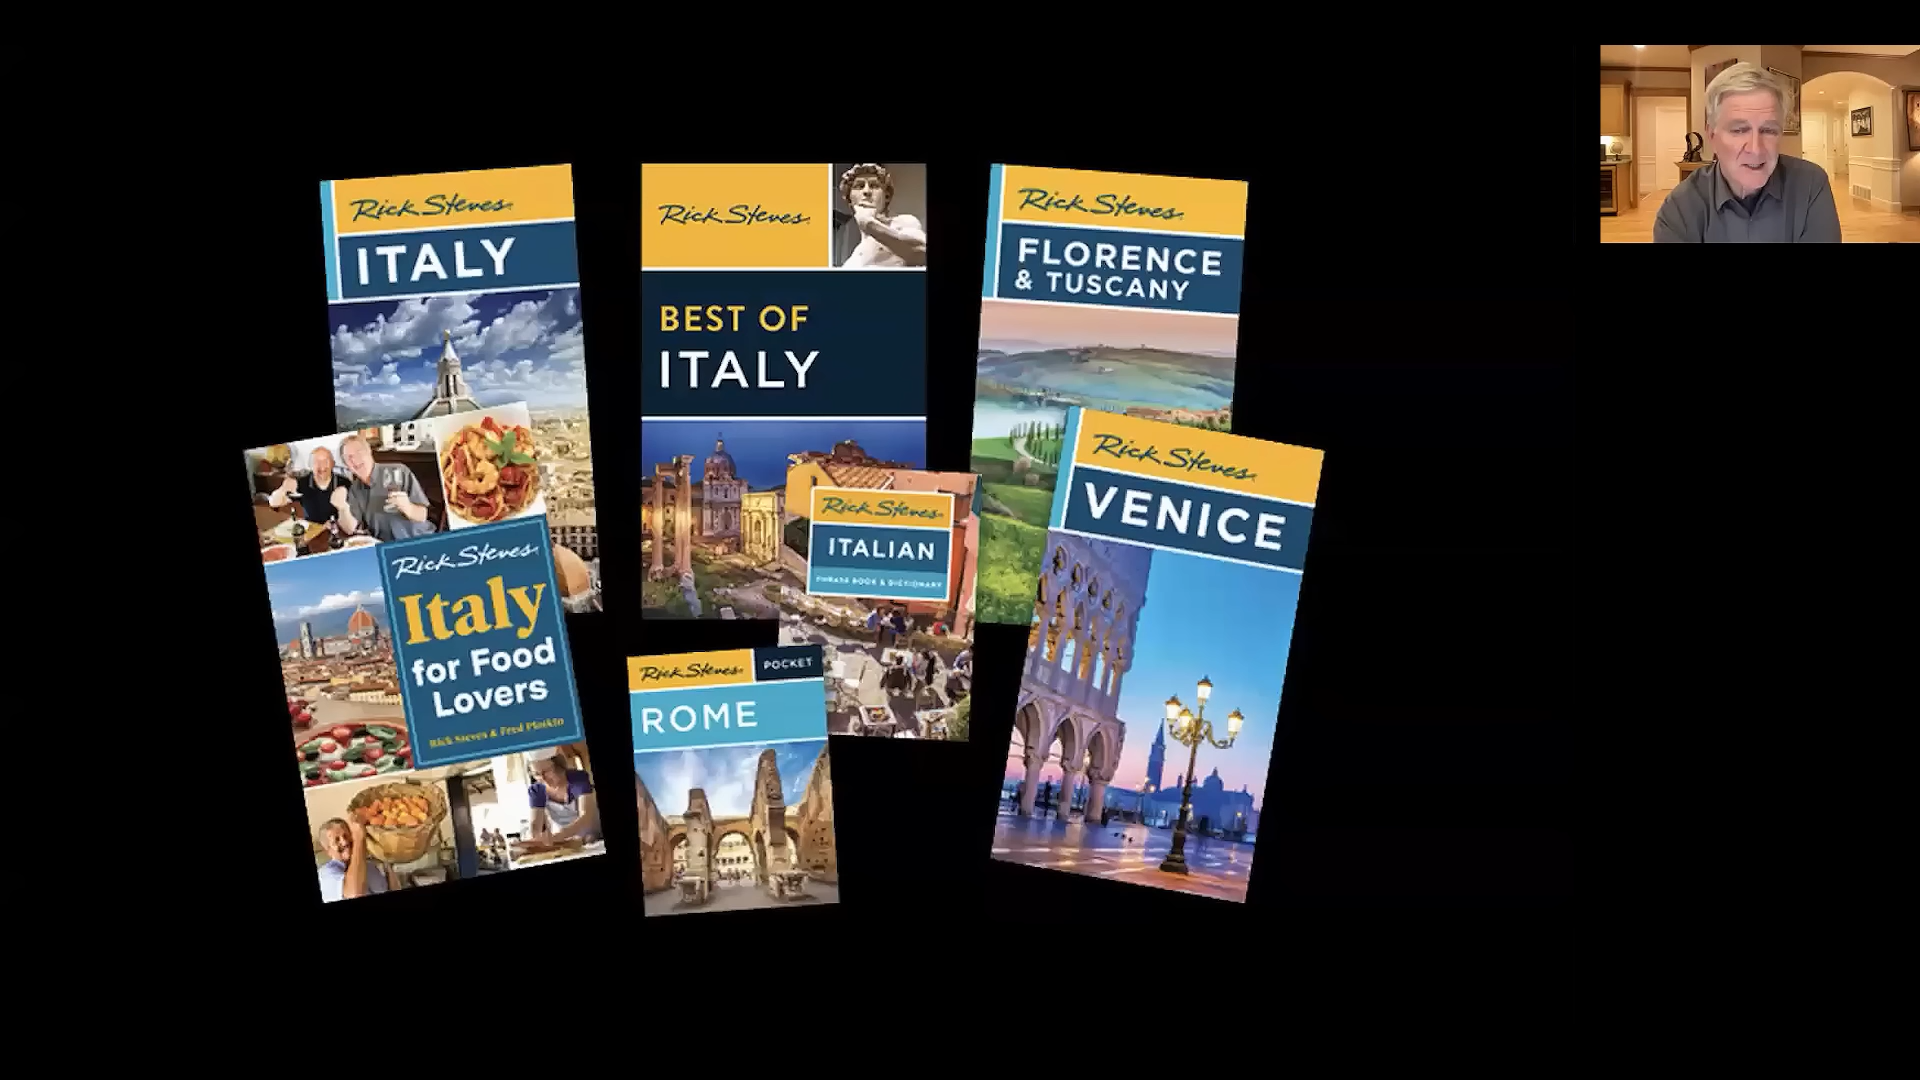 Rick Steves
ITALY
Rick Steves
BEST OF
ITALY
Rick Steves
FLORENCE
& TUSCANY
Rick Steves
Italy
for Food
Lovers
Rick Steves & Fred Plotkin
Rick Steves
ITALIAN
PHRASE BOOK & DICTIONARY
Rick Steves
VENICE
Rick Steves
POCKET
ROME